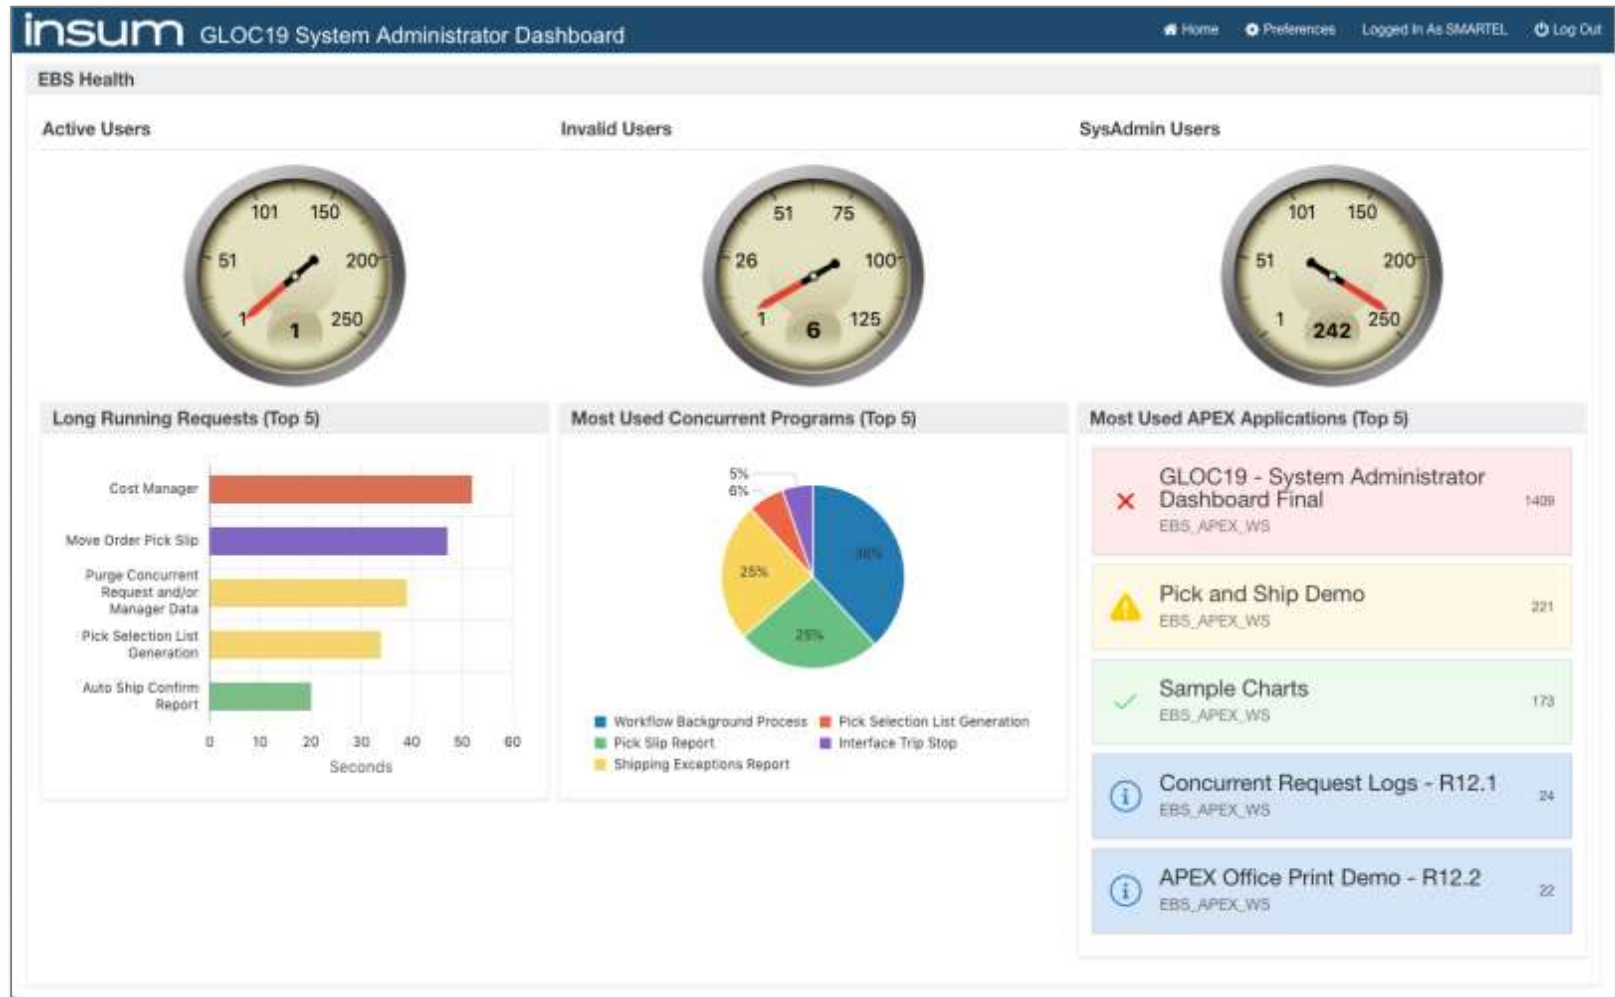 insum GLOC19 System Administrator Dashboard
Home Preferences Logged In As SMARTEL Log Out
EBS Health
Active Users
Invalid Users
SysAdmin Users
101 150
51 200
1 250
1
51 75
26 100
1 125
6
101 150
51 200
1 250
242
Long Running Requests (Top 5)
Cost Manager
Move Order Pick Slip
Purge Concurrent
Request and/or
Manager Data
Pick Selection List
Generation
Auto Ship Confirm
Report
0 10 20 30 40 50 60
Seconds
Most Used Concurrent Programs (Top 5)
5%
6%
38%
25%
25%
Workflow Background Process Pick Selection List Generation
Pick Slip Report Interface Trip Stop
Shipping Exceptions Report
Most Used APEX Applications (Top 5)
GLOC19 - System Administrator
Dashboard Final
1409
EBS_APEX_WS
Pick and Ship Demo
221
EBS_APEX_WS
Sample Charts
173
EBS_APEX_WS
Concurrent Request Logs - R12.1
24
EBS_APEX_WS
APEX Office Print Demo - R12.2
22
EBS_APEX_WS